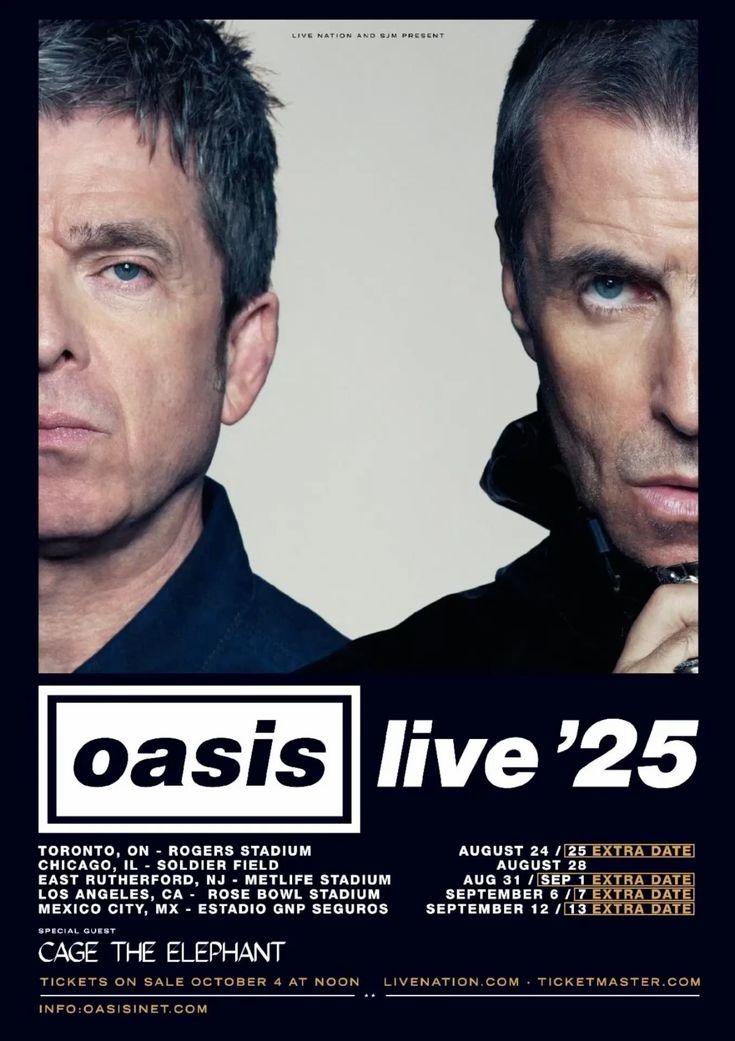 LIVE NATION AND SJM PRESENT
oasis live '25
TORONTO, ON - ROGERS STADIUM AUGUST 24 / 25 EXTRA DATE
CHICAGO, IL - SOLDIER FIELD AUGUST 28
EAST RUTHERFORD, NJ - METLIFE STADIUM AUG 31 / SEP 1 EXTRA DATE
LOS ANGELES, CA - ROSE BOWL STADIUM SEPTEMBER 6 / 7 EXTRA DATE
MEXICO CITY, MX - ESTADIO GNP SEGUROS SEPTEMBER 12 / 13 EXTRA DATE
SPECIAL GUEST
CAGE THE ELEPHANT
TICKETS ON SALE OCTOBER 4 AT NOON LIVENATION.COM · TICKETMASTER.COM
INFO:OASISINET.COM